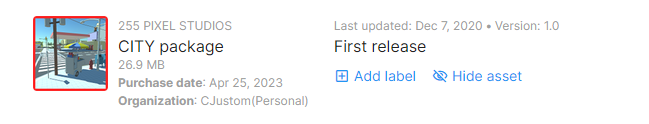 255 PIXEL STUDIOS
CITY package
26.9 MB
Purchase date: Apr 25, 2023
Organization: CJustom(Personal)
Last updated: Dec 7, 2020 • Version: 1.0
First release
Add label
Hide asset